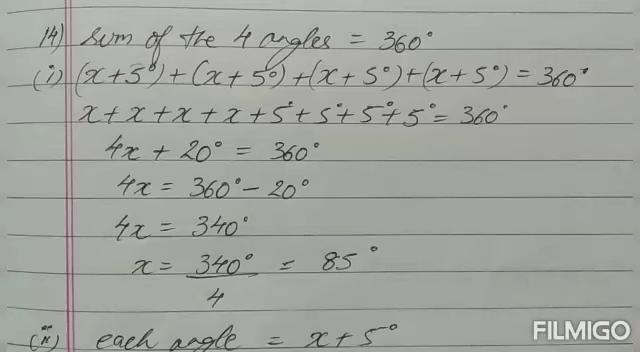 14) Sum of the 4 angles = 360°
(i) (x+5°)+(x+5°)+(x+5°)+(x+5°)=360°
x+x+x+x+5°+5°+5°+5°=360°
4x + 20° = 360°
4x = 360° - 20°
4x = 340°
x = 340° = 85°
4
(ii) each angle = x+5°
FILMIGO